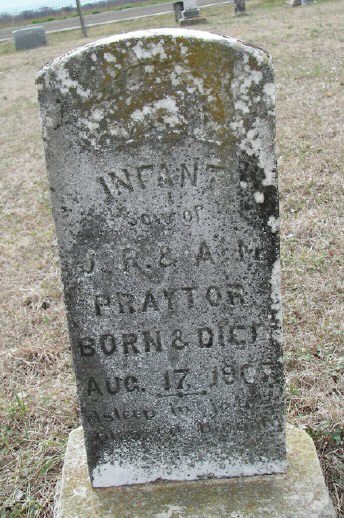 INFANT
SON OF
J. R. & A. M.
PRAYTOR
BORN & DIED
AUG. 17, 190
Asleep in